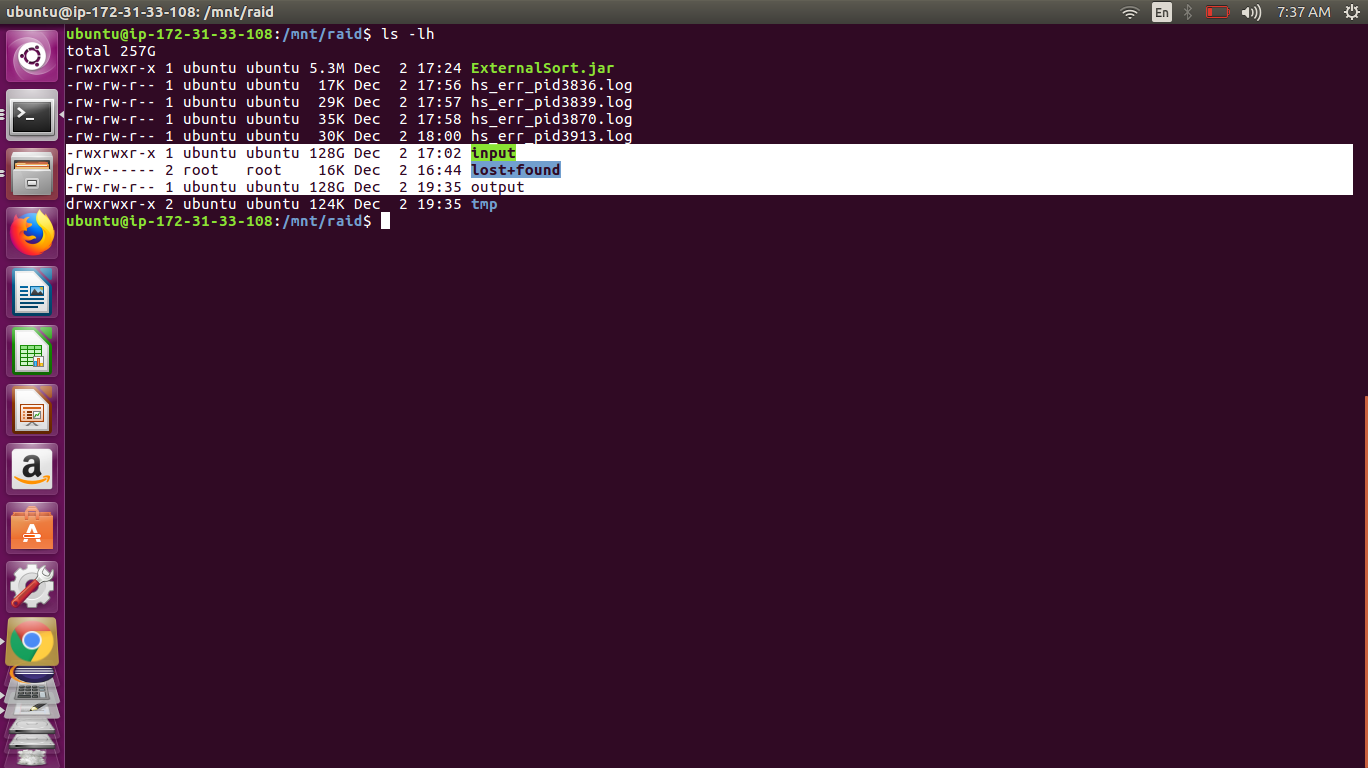 ubuntu@ip-172-31-33-108: /mnt/raid En 7:37 AM
ubuntu@ip-172-31-33-108:/mnt/raid$ ls -lh
total 257G
-rwxrwxr-x 1 ubuntu ubuntu 5.3M Dec  2 17:24 ExternalSort.jar
-rw-rw-r-- 1 ubuntu ubuntu  17K Dec  2 17:56 hs_err_pid3836.log
-rw-rw-r-- 1 ubuntu ubuntu  29K Dec  2 17:57 hs_err_pid3839.log
-rw-rw-r-- 1 ubuntu ubuntu  35K Dec  2 17:58 hs_err_pid3870.log
-rw-rw-r-- 1 ubuntu ubuntu  30K Dec  2 18:00 hs_err_pid3913.log
-rwxrwxr-x 1 ubuntu ubuntu 128G Dec  2 17:02 input
drwx------ 2 root   root    16K Dec  2 16:44 lost+found
-rw-rw-r-- 1 ubuntu ubuntu 128G Dec  2 19:35 output
drwxrwxr-x 2 ubuntu ubuntu 124K Dec  2 19:35 tmp
ubuntu@ip-172-31-33-108:/mnt/raid$